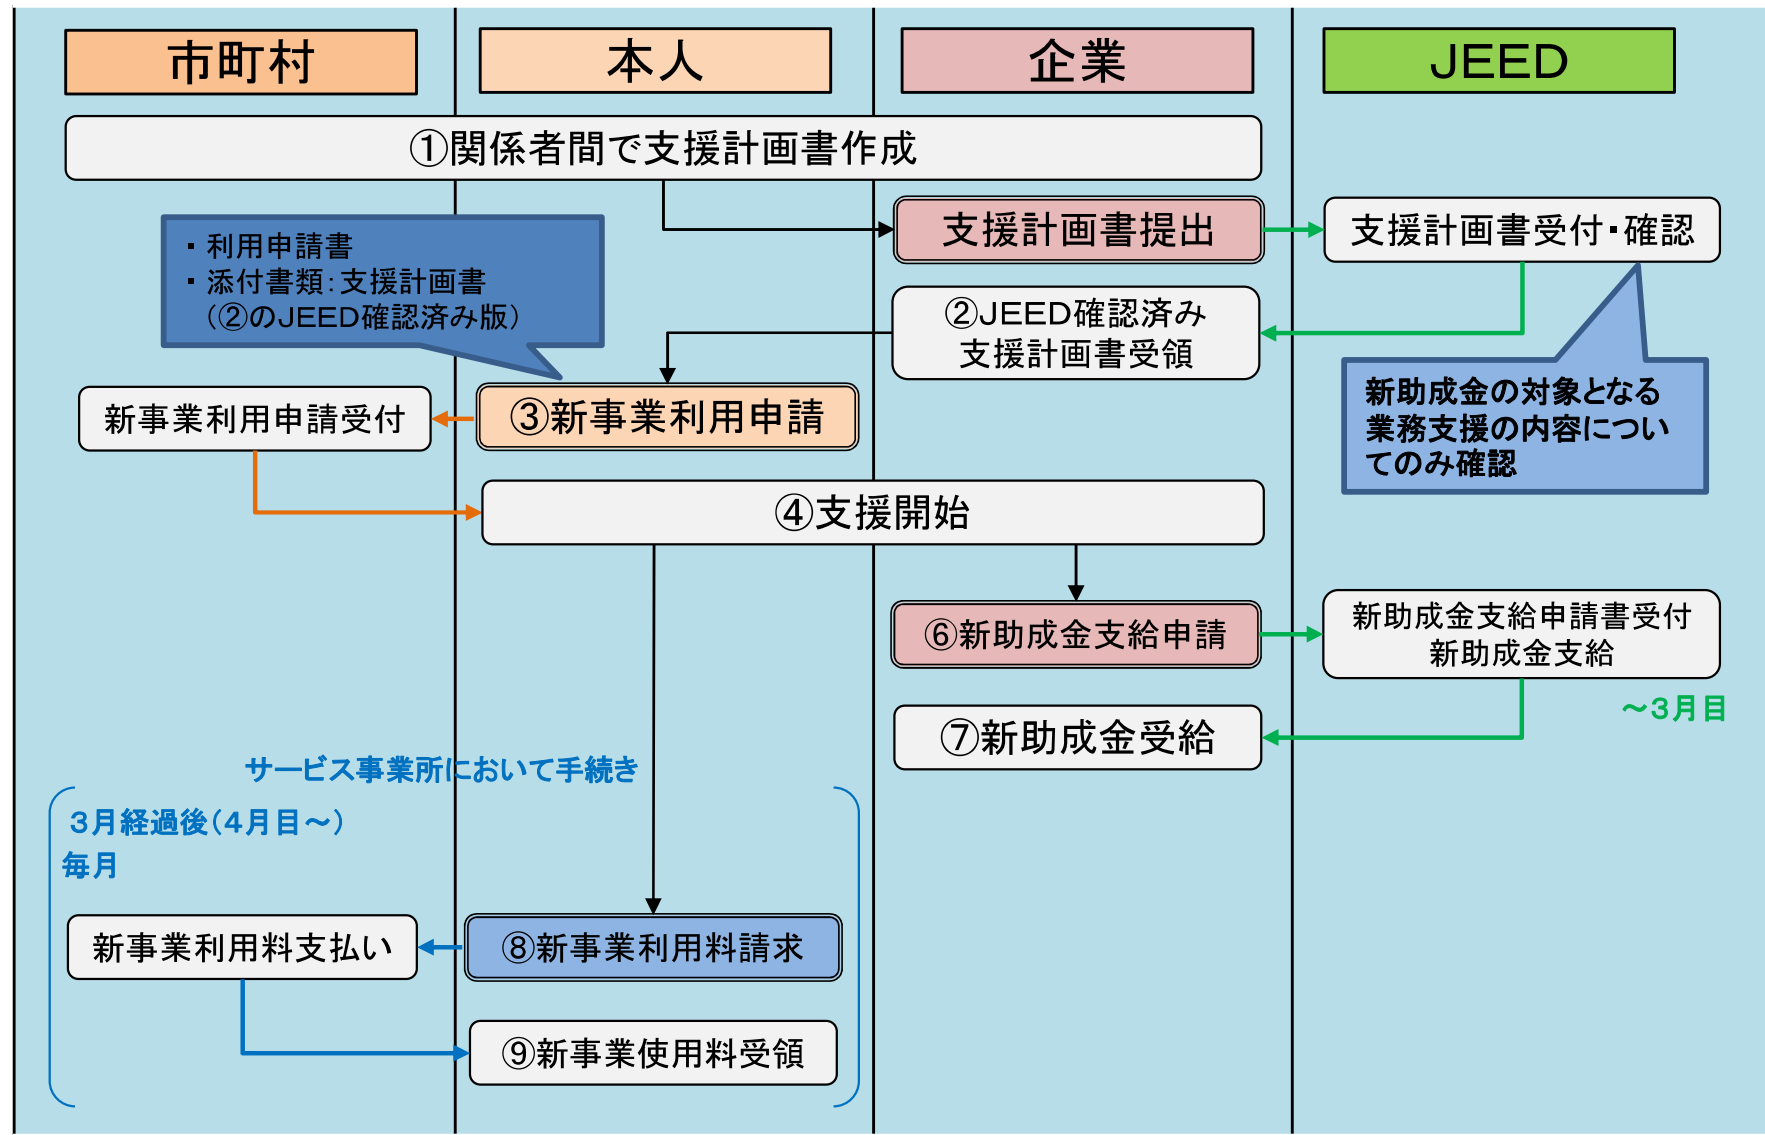 市町村
本人
企業
JEED
①関係者間で支援計画書作成
支援計画書提出
支援計画書受付・確認
・利用申請書
・添付書類：支援計画書
（②のJEED確認済み版）
②JEED確認済み
支援計画書受領
新助成金の対象となる
業務支援の内容につい
てのみ確認
新事業利用申請受付
③新事業利用申請
④支援開始
⑥新助成金支給申請
新助成金支給申請書受付
新助成金支給
～３月目
⑦新助成金受給
サービス事業所において手続き
３月経過後（４月目～）
毎月
新事業利用料支払い
⑧新事業利用料請求
⑨新事業使用料受領